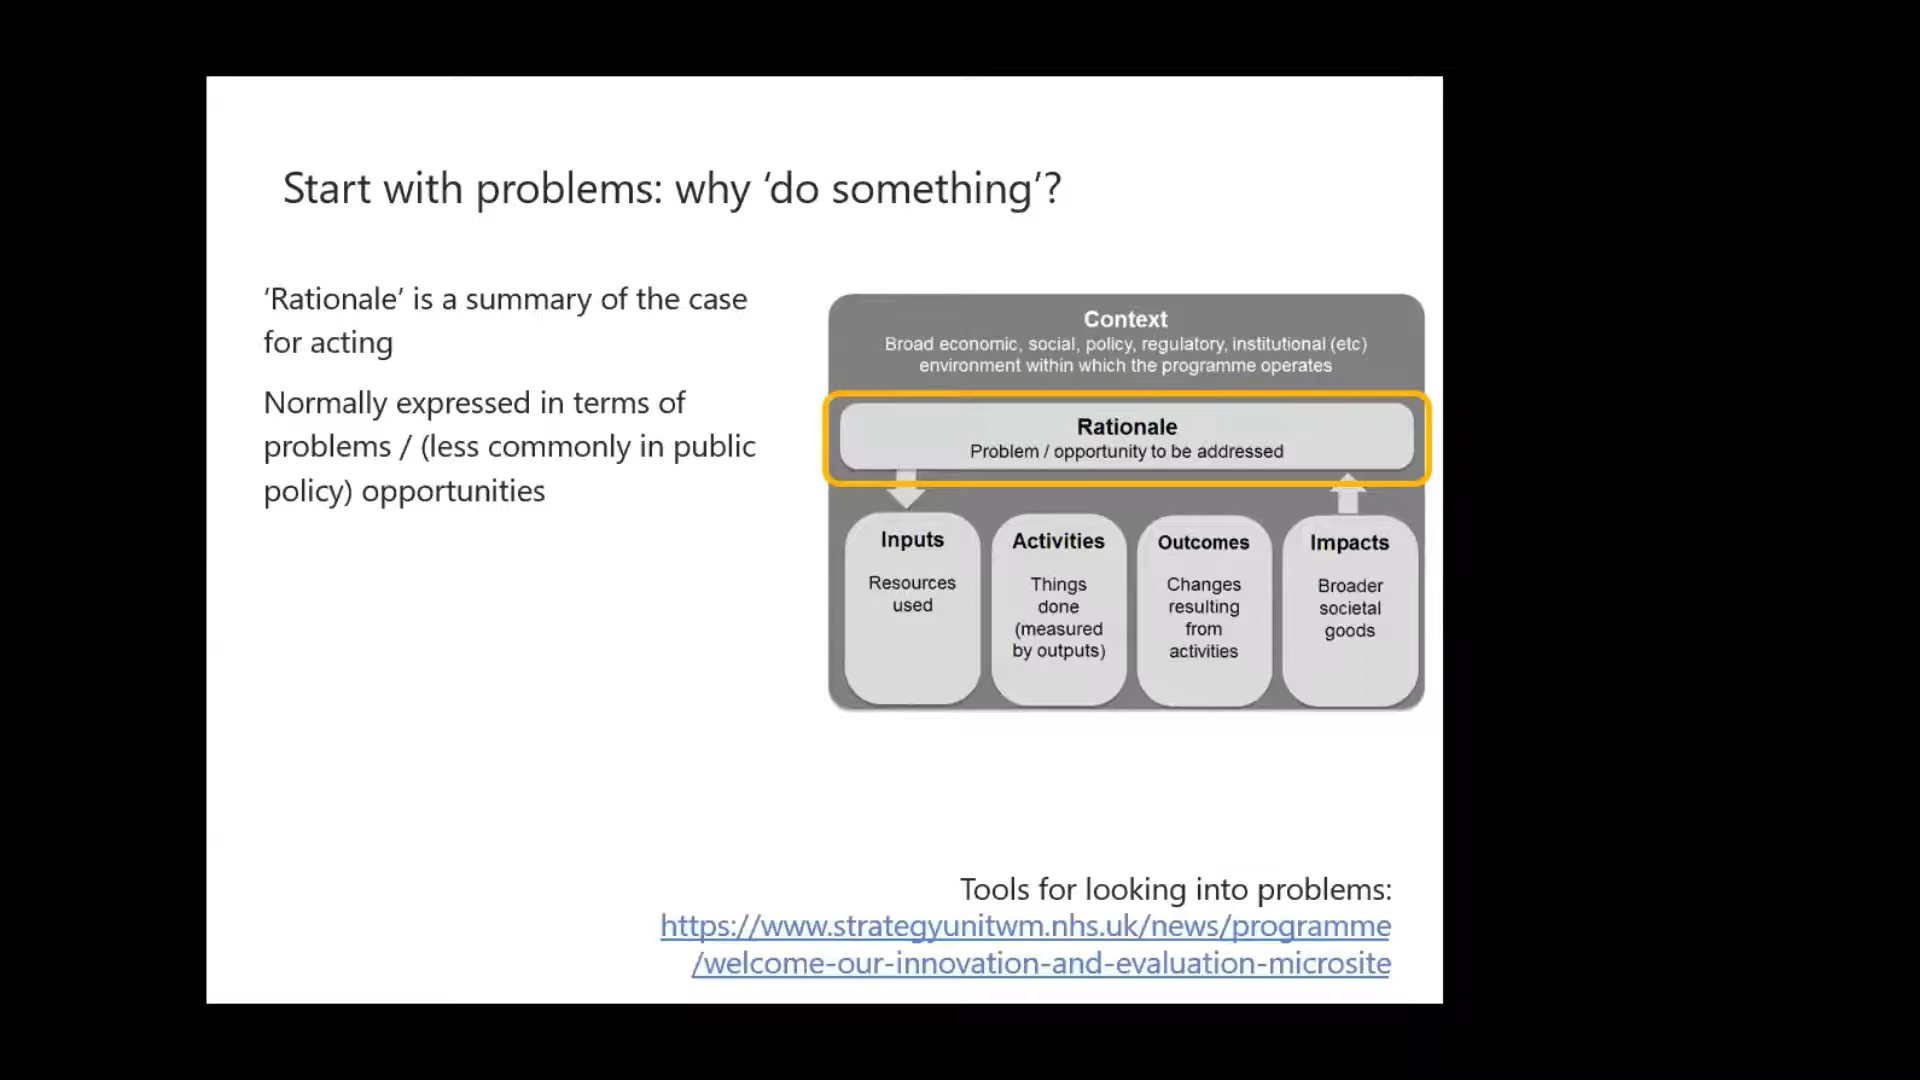 Start with problems: why ‘do something’?
‘Rationale’ is a summary of the case
for acting
Normally expressed in terms of
problems / (less commonly in public
policy) opportunities
Context
Broad economic, social, policy, regulatory, institutional (etc)
environment within which the programme operates
Rationale
Problem / opportunity to be addressed
Inputs
Resources
used
Activities
Things
done
(measured
by outputs)
Outcomes
Changes
resulting
from
activities
Impacts
Broader
societal
goods
Tools for looking into problems:
https://www.strategyunitwm.nhs.uk/news/programme
/welcome-our-innovation-and-evaluation-microsite